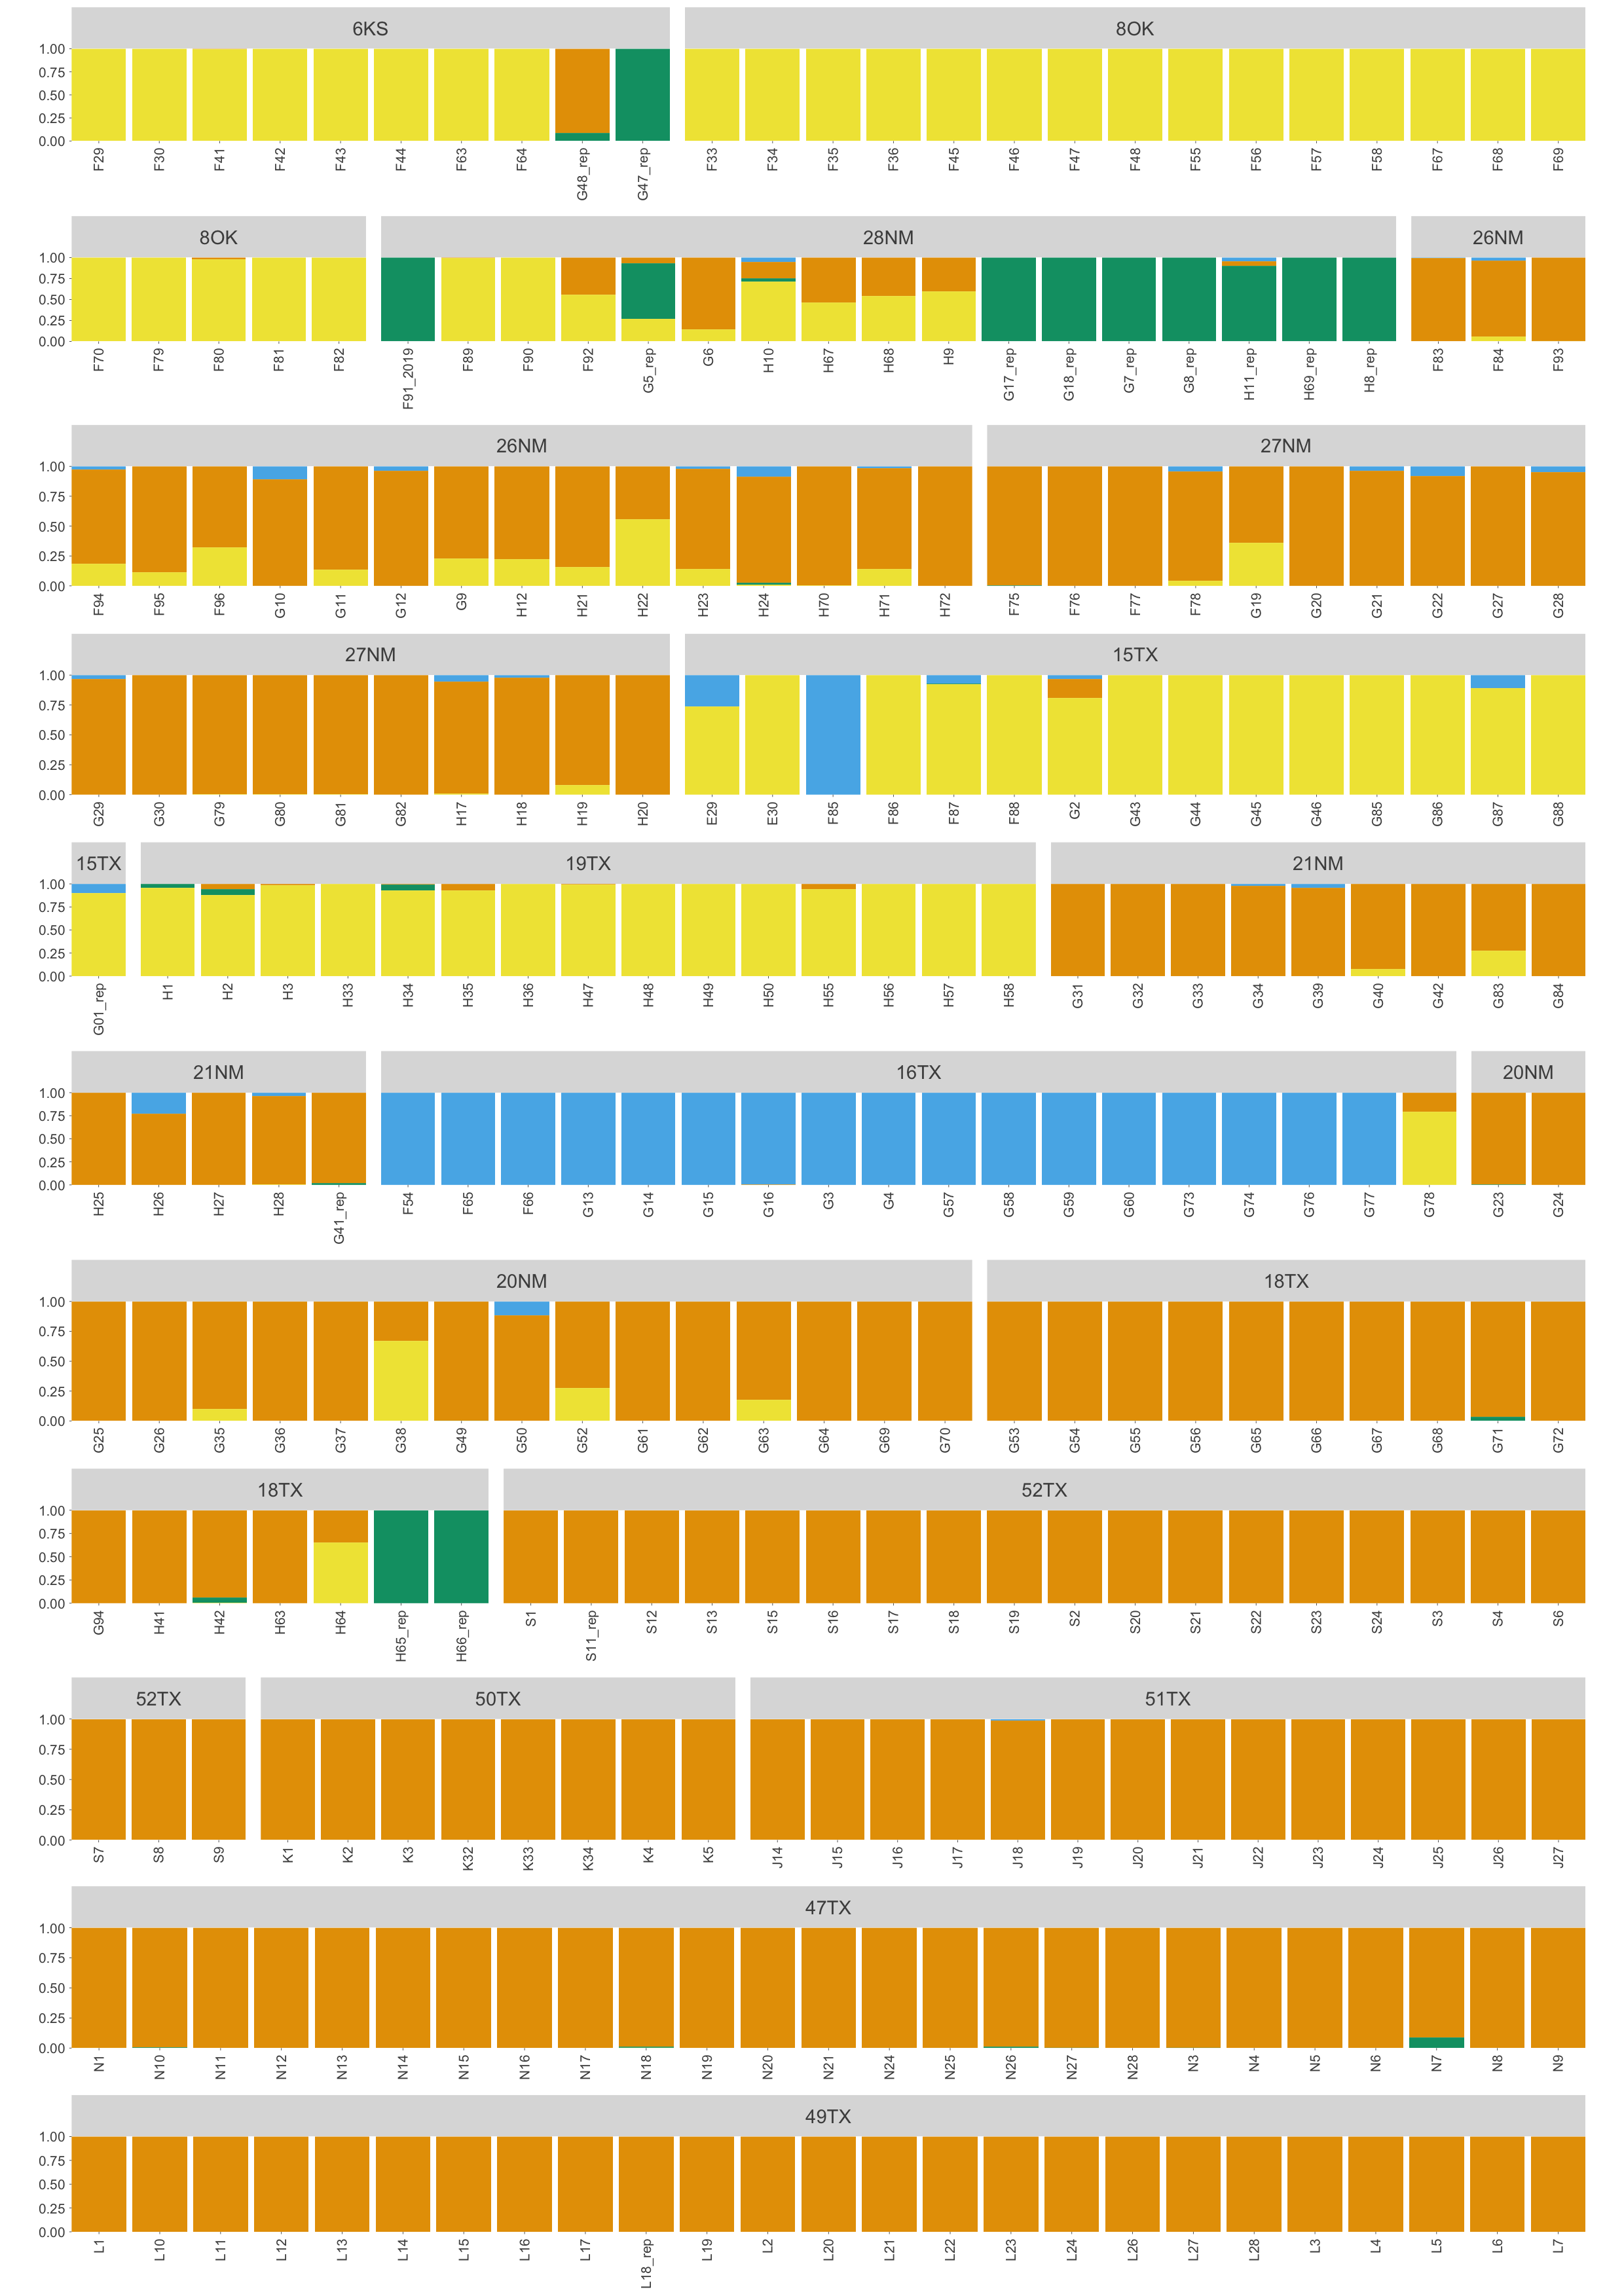 6KS 8OK
1.00
0.75
0.50
0.25
0.00
F29 F30 F41 F42 F43 F44 F63 F64 G48_rep G47_rep F33 F34 F35 F36 F45 F46 F47 F48 F55 F56 F57 F58 F67 F68 F69
8OK 28NM 26NM
1.00
0.75
0.50
0.25
0.00
F70 F79 F80 F81 F82 F91_2019 F89 F90 F92 G5_rep G6 H10 H67 H68 H9 G17_rep G18_rep G7_rep G8_rep H11_rep H69_rep H8_rep F83 F84 F93
26NM 27NM
1.00
0.75
0.50
0.25
0.00
F94 F95 F96 G10 G11 G12 G9 H12 H21 H22 H23 H24 H70 H71 H72 F75 F76 F77 F78 G19 G20 G21 G22 G27 G28
27NM 15TX
1.00
0.75
0.50
0.25
0.00
G29 G30 G79 G80 G81 G82 H17 H18 H19 H20 E29 E30 F85 F86 F87 F88 G2 G43 G44 G45 G46 G85 G86 G87 G88
15TX 19TX 21NM
1.00
0.75
0.50
0.25
0.00
G01_rep H1 H2 H3 H33 H34 H35 H36 H47 H48 H49 H50 H55 H56 H57 H58 G31 G32 G33 G34 G39 G40 G42 G83 G84
21NM 16TX 20NM
1.00
0.75
0.50
0.25
0.00
H25 H26 H27 H28 G41_rep F54 F65 F66 G13 G14 G15 G16 G3 G4 G57 G58 G59 G60 G73 G74 G76 G77 G78 G23 G24
20NM 18TX
1.00
0.75
0.50
0.25
0.00
G25 G26 G35 G36 G37 G38 G49 G50 G52 G61 G62 G63 G64 G69 G70 G53 G54 G55 G56 G65 G66 G67 G68 G71 G72
18TX 52TX
1.00
0.75
0.50
0.25
0.00
G94 H41 H42 H63 H64 H65_rep H66_rep S1 S11_rep S12 S13 S15 S16 S17 S18 S19 S2 S20 S21 S22 S23 S24 S3 S4 S6
52TX 50TX 51TX
1.00
0.75
0.50
0.25
0.00
S7 S8 S9 K1 K2 K3 K32 K33 K34 K4 K5 J14 J15 J16 J17 J18 J19 J20 J21 J22 J23 J24 J25 J26 J27
47TX
1.00
0.75
0.50
0.25
0.00
N1 N10 N11 N12 N13 N14 N15 N16 N17 N18 N19 N20 N21 N24 N25 N26 N27 N28 N3 N4 N5 N6 N7 N8 N9
49TX
1.00
0.75
0.50
0.25
0.00
L1 L10 L11 L12 L13 L14 L15 L16 L17 L18_rep L19 L2 L20 L21 L22 L23 L24 L26 L27 L28 L3 L4 L5 L6 L7